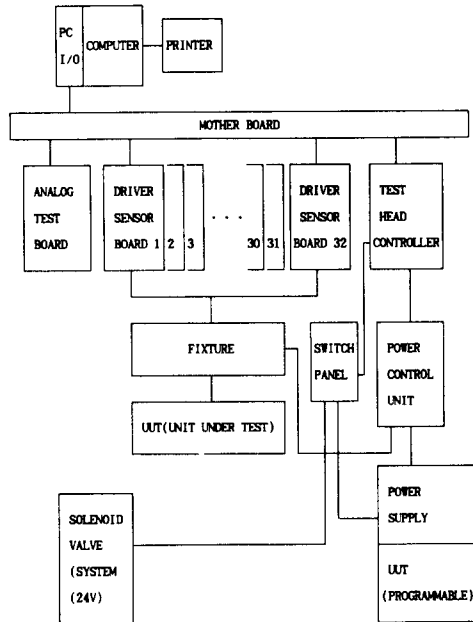 PC
I/O
COMPUTER
PRINTER
MOTHER BOARD
ANALOG
TEST
BOARD
DRIVER
SENSOR
BOARD 1
2
3
. . .
30
31
DRIVER
SENSOR
BOARD 32
TEST
HEAD
CONTROLLER
FIXTURE
SWITCH
PANEL
POWER
CONTROL
UNIT
UUT(UNIT UNDER TEST)
SOLENOID
VALVE
(SYSTEM
(24V)
POWER
SUPPLY
UUT
(PROGRAMMABLE)